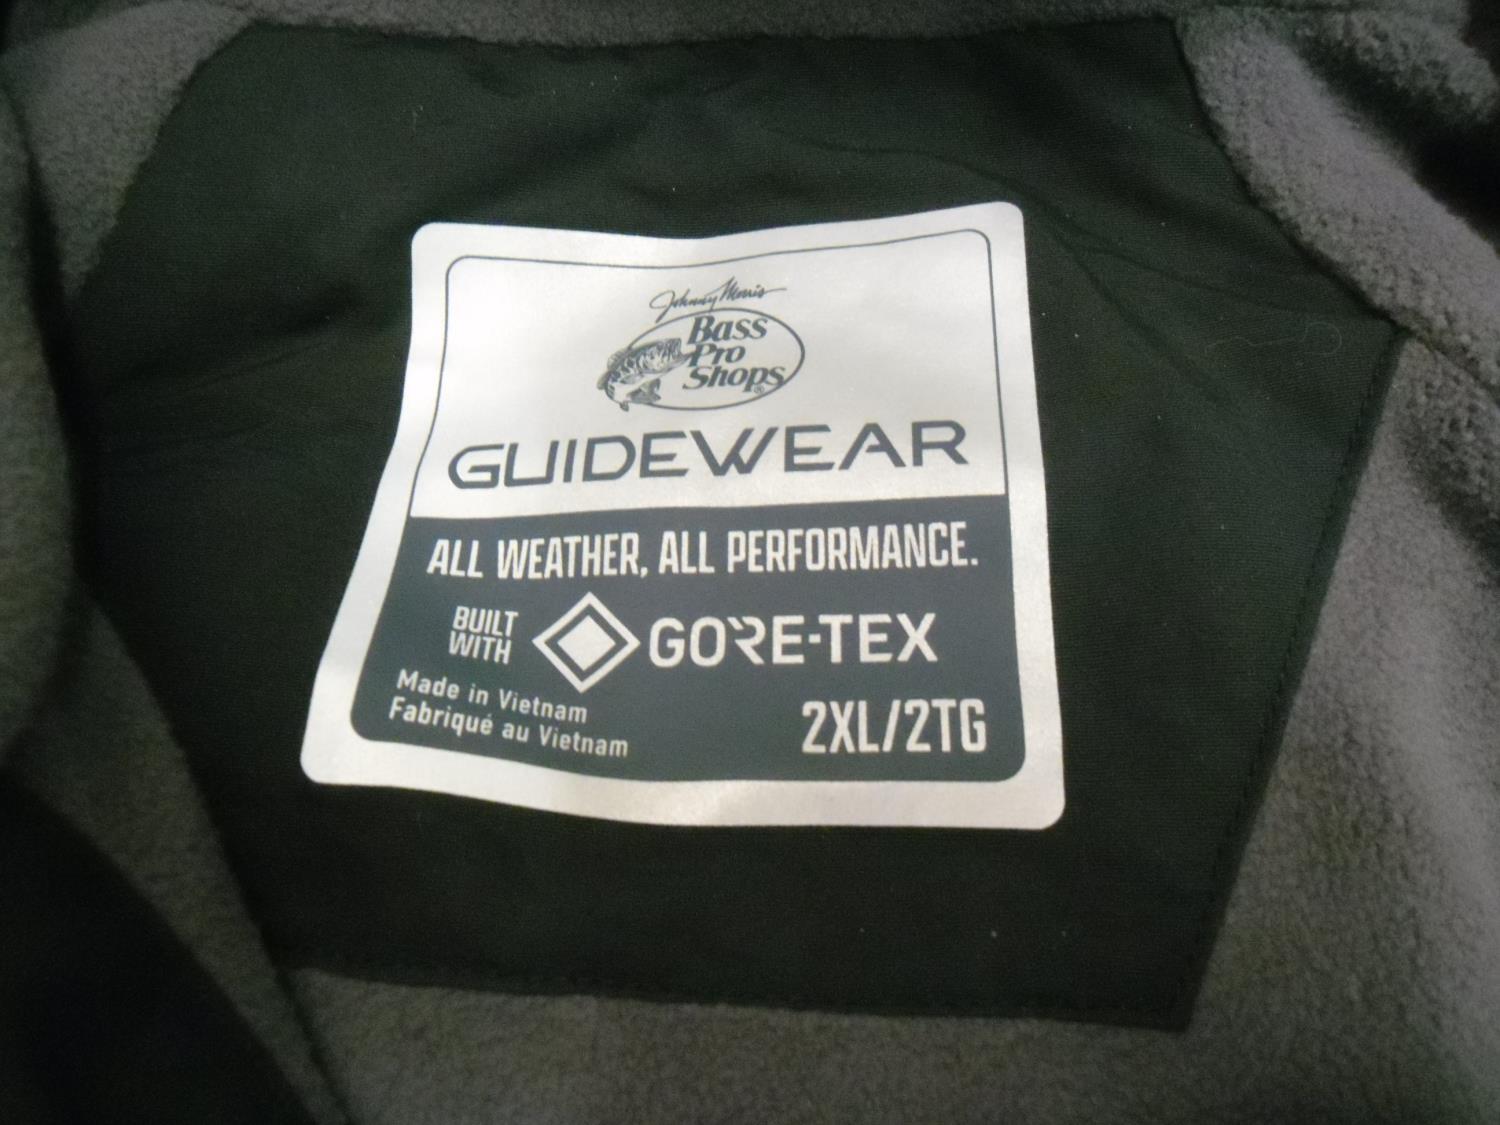 Johnny Morris
Bass
Pro
Shops®
GUIDEWEAR
ALL WEATHER, ALL PERFORMANCE.
BUILT
WITH
GORE-TEX
Made in Vietnam
Fabriqué au Vietnam
2XL/2TG